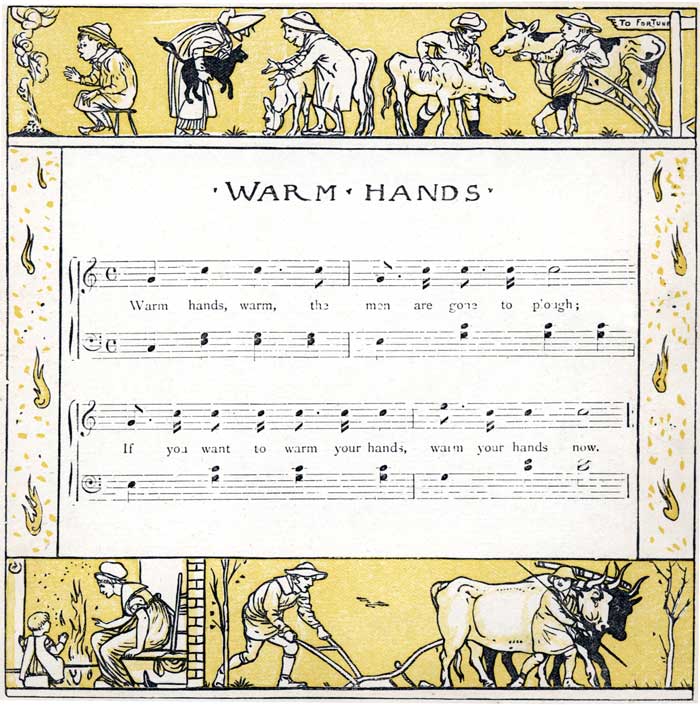 TO FORTUNE
· WARM · HANDS ·
Warm hands, warm, the men are gone to plough;
If you want to warm your hands, warm your hands now.